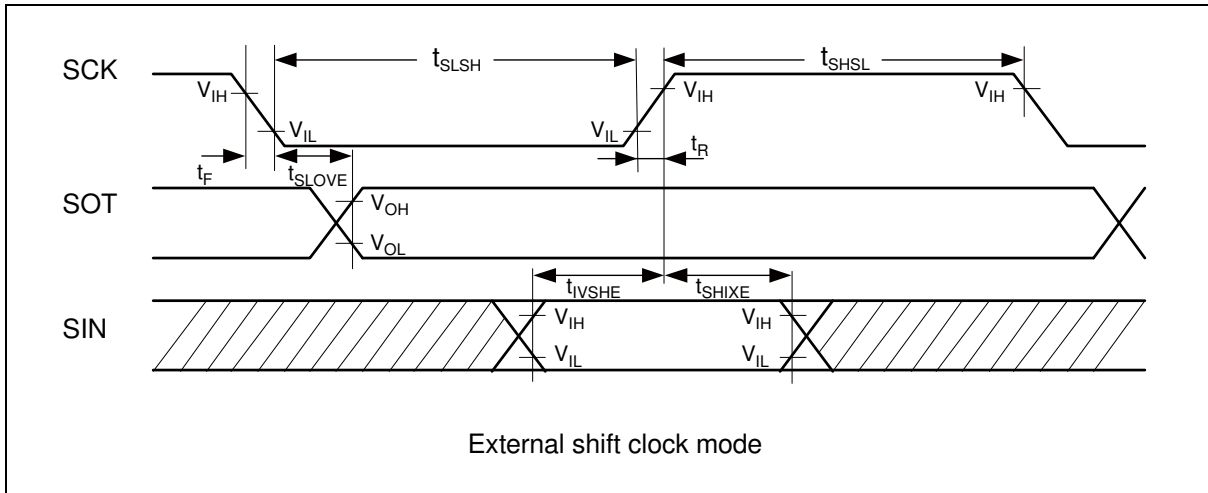 SCK
tSLSH
tSHSL
VIH
VIH
VIH
VIL
VIL
tR
tF
tSLOVE
SOT
VOH
VOL
tIVSHE
tSHIXE
SIN
VIH
VIH
VIL
VIL
External shift clock mode